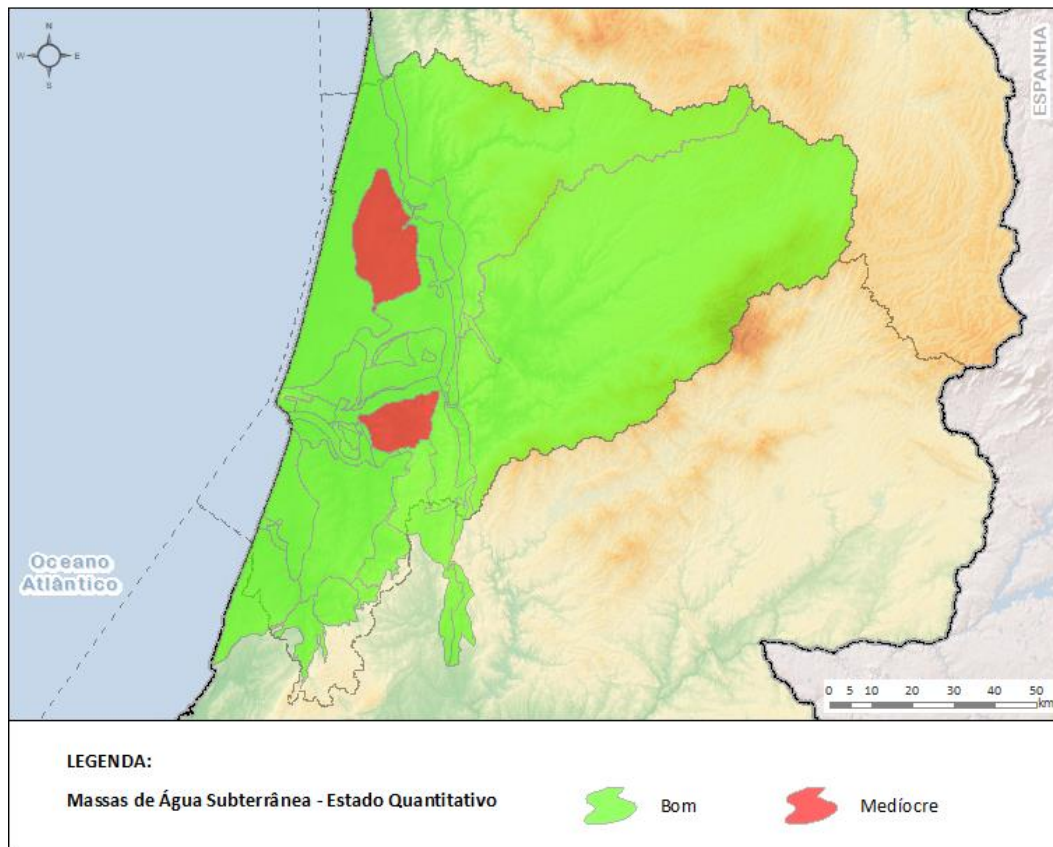 N
W E
S
ESPANHA
Oceano
Atlântico
0 5 10 20 30 40 50
km
LEGENDA:
Massas de Água Subterrânea - Estado Quantitativo
Bom
Medíocre